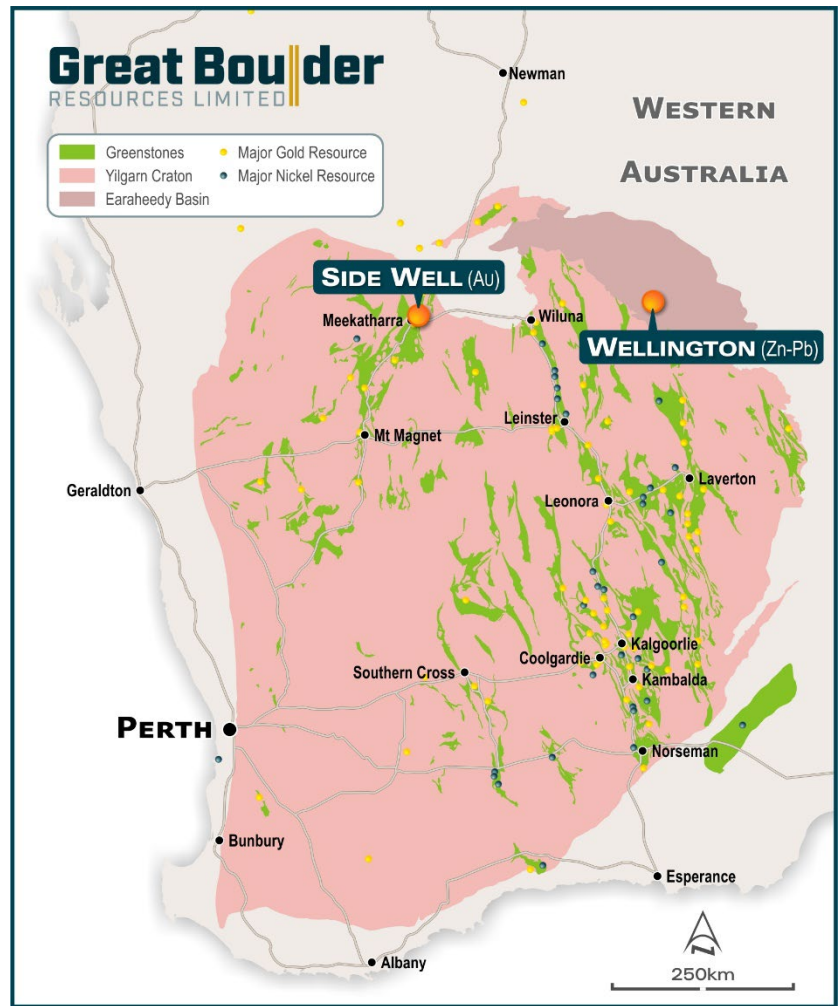 Great Boulder
RESOURCES LIMITED
Greenstones
Yilgarn Craton
Earaheedy Basin
Major Gold Resource
Major Nickel Resource
Newman
WESTERN
AUSTRALIA
SIDE WELL (Au)
Meekatharra
Wiluna
WELLINGTON (Zn-Pb)
Leinster
Mt Magnet
Geraldton
Laverton
Leonora
Kalgoorlie
Coolgardie
Southern Cross
Kambalda
PERTH
Norseman
Bunbury
Esperance
Albany
N
250km